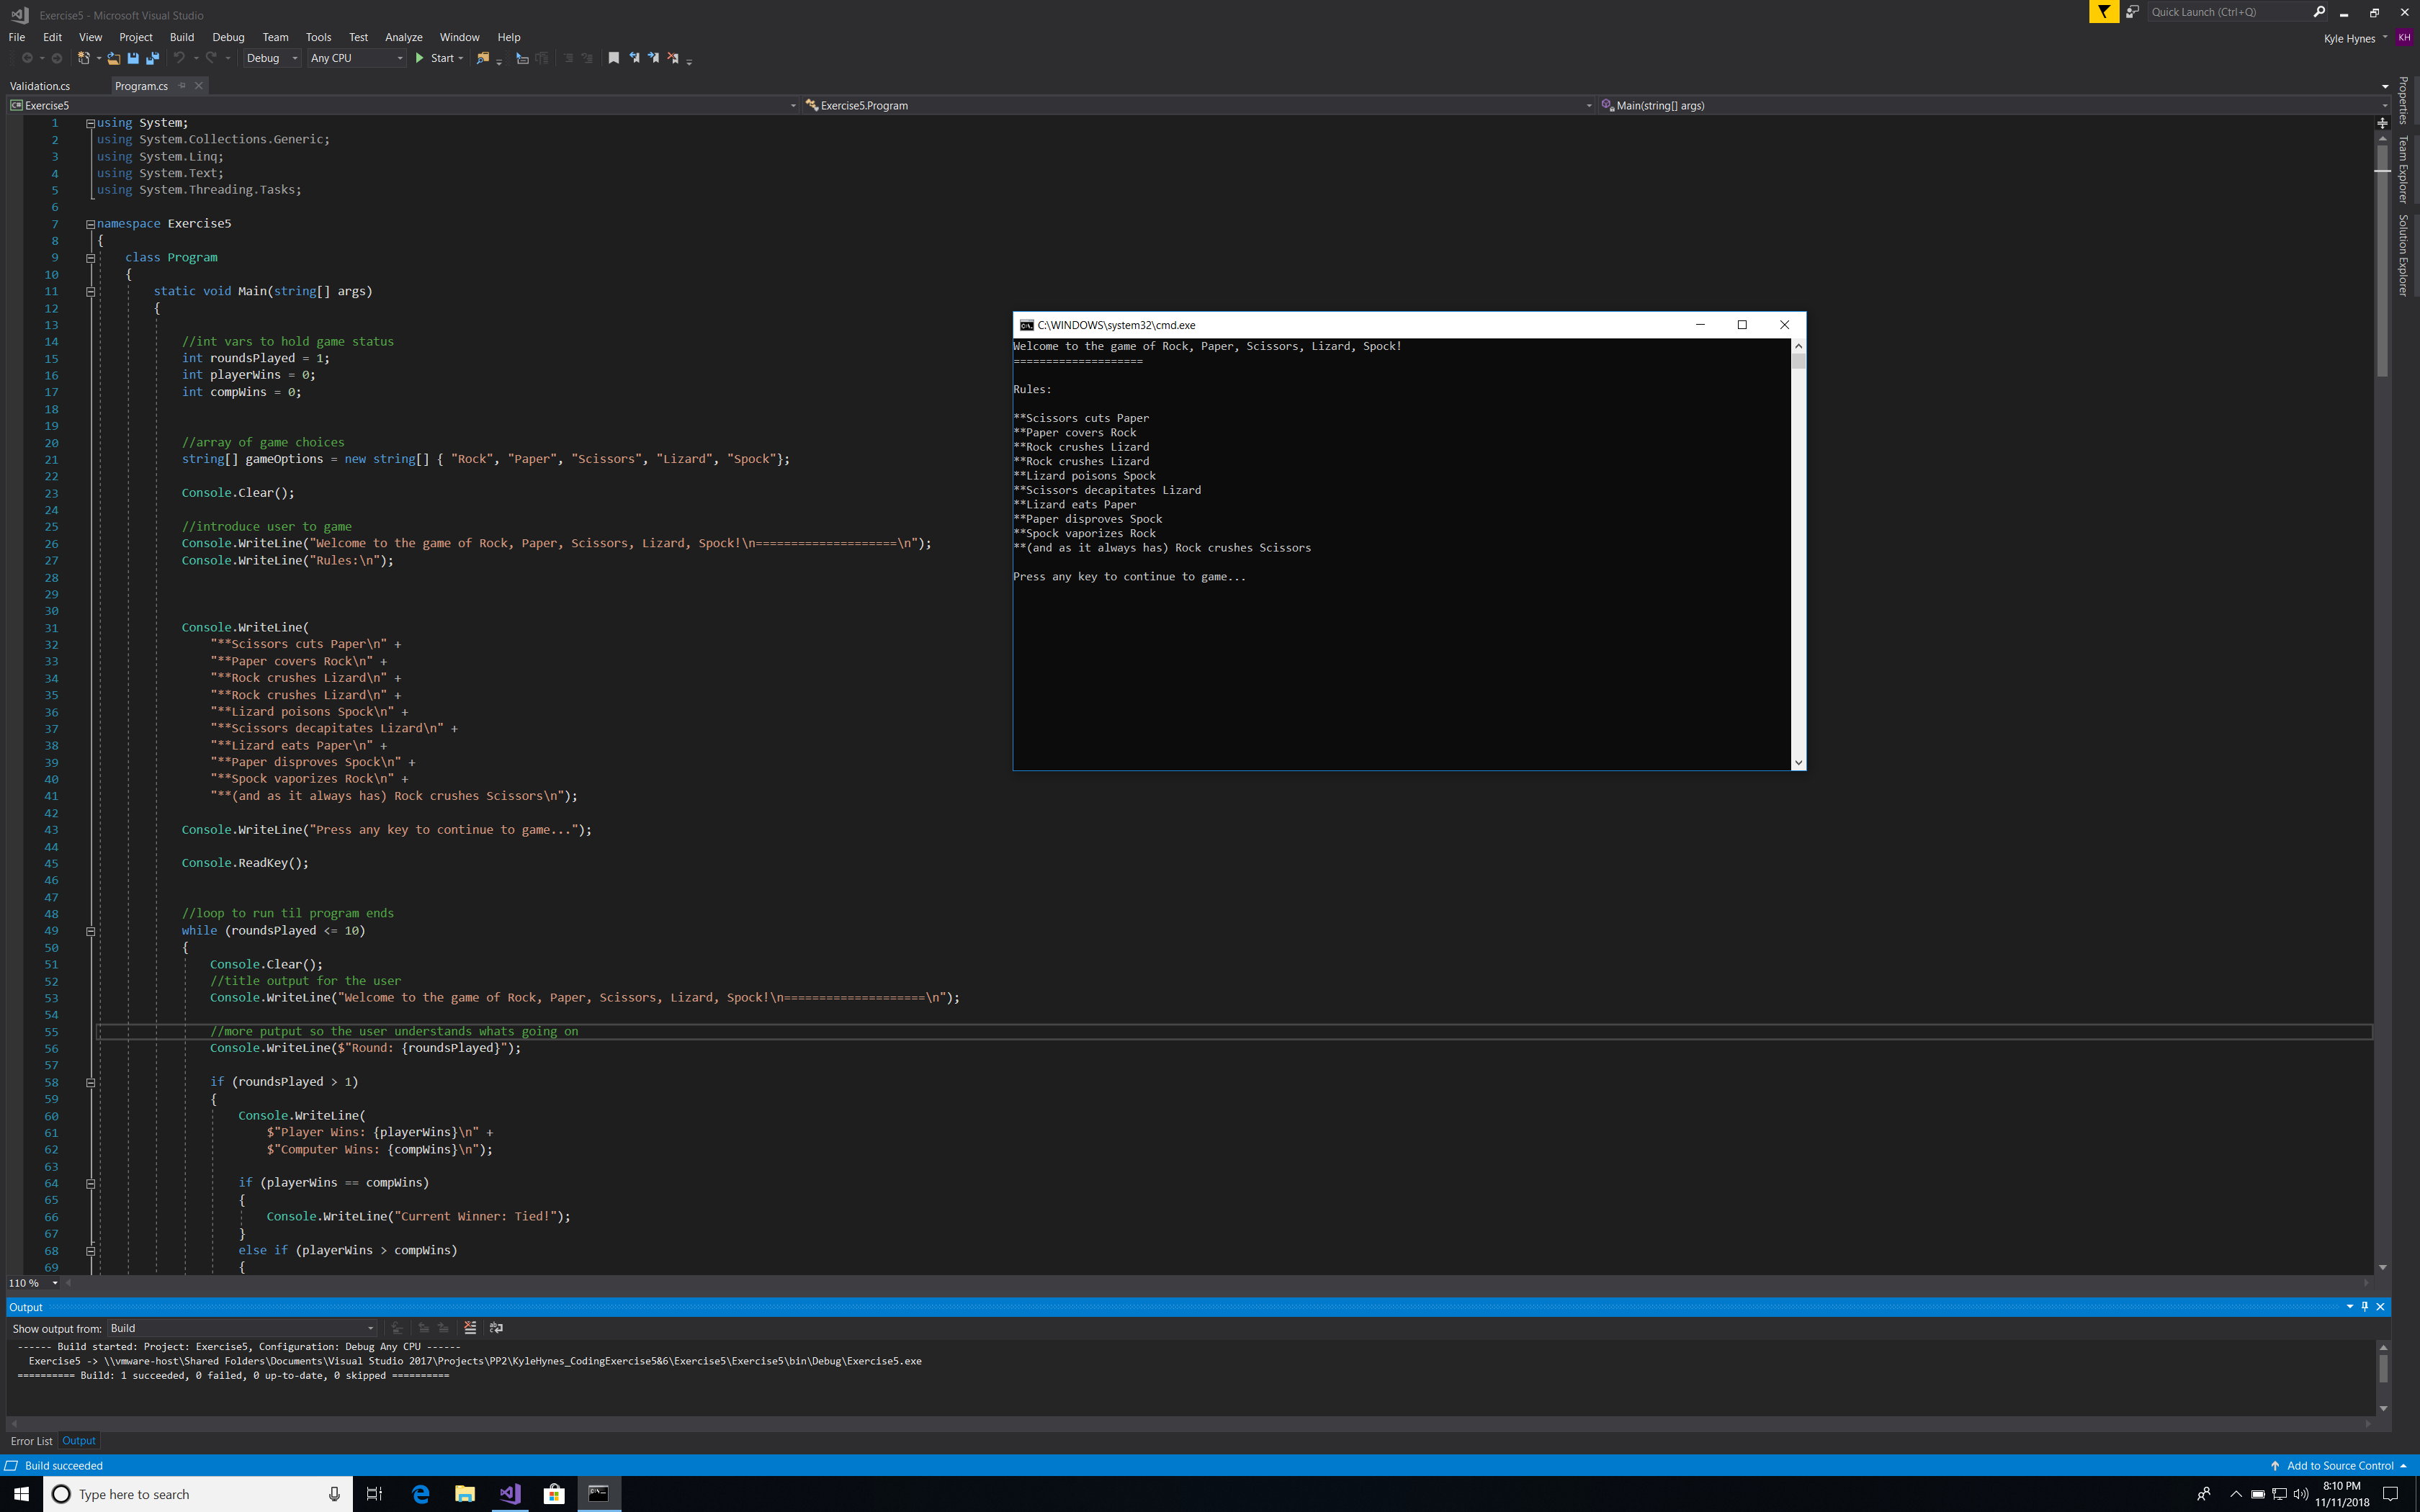 Exercise5 - Microsoft Visual Studio
Quick Launch (Ctrl+Q)
File Edit View Project Build Debug Team Tools Test Analyze Window Help
Kyle Hynes KH
Debug Any CPU Start
Validation.cs Program.cs
Exercise5 Exercise5.Program Main(string[] args)
Properties
Team Explorer
Solution Explorer
1 using System;
2 using System.Collections.Generic;
3 using System.Linq;
4 using System.Text;
5 using System.Threading.Tasks;
6
7 namespace Exercise5
8 {
9 class Program
10 {
11 static void Main(string[] args)
12 {
13
14 //int vars to hold game status
15 int roundsPlayed = 1;
16 int playerWins = 0;
17 int compWins = 0;
18
19
20 //array of game choices
21 string[] gameOptions = new string[] { "Rock", "Paper", "Scissors", "Lizard", "Spock"};
22
23 Console.Clear();
24
25 //introduce user to game
26 Console.WriteLine("Welcome to the game of Rock, Paper, Scissors, Lizard, Spock!\n====================\n");
27 Console.WriteLine("Rules:\n");
28
29
30
31 Console.WriteLine(
32 "**Scissors cuts Paper\n" +
33 "**Paper covers Rock\n" +
34 "**Rock crushes Lizard\n" +
35 "**Rock crushes Lizard\n" +
36 "**Lizard poisons Spock\n" +
37 "**Scissors decapitates Lizard\n" +
38 "**Lizard eats Paper\n" +
39 "**Paper disproves Spock\n" +
40 "**Spock vaporizes Rock\n" +
41 "**(and as it always has) Rock crushes Scissors\n");
42
43 Console.WriteLine("Press any key to continue to game...");
44
45 Console.ReadKey();
46
47
48 //loop to run til program ends
49 while (roundsPlayed <= 10)
50 {
51 Console.Clear();
52 //title output for the user
53 Console.WriteLine("Welcome to the game of Rock, Paper, Scissors, Lizard, Spock!\n====================\n");
54
55 //more putput so the user understands whats going on
56 Console.WriteLine($"Round: {roundsPlayed}");
57
58 if (roundsPlayed > 1)
59 {
60 Console.WriteLine(
61 $"Player Wins: {playerWins}\n" +
62 $"Computer Wins: {compWins}\n");
63
64 if (playerWins == compWins)
65 {
66 Console.WriteLine("Current Winner: Tied!");
67 }
68 else if (playerWins > compWins)
69 {
C:\WINDOWS\system32\cmd.exe
Welcome to the game of Rock, Paper, Scissors, Lizard, Spock!
====================
Rules:
**Scissors cuts Paper
**Paper covers Rock
**Rock crushes Lizard
**Rock crushes Lizard
**Lizard poisons Spock
**Scissors decapitates Lizard
**Lizard eats Paper
**Paper disproves Spock
**Spock vaporizes Rock
**(and as it always has) Rock crushes Scissors
Press any key to continue to game...
110 %
Output
Show output from: Build
------ Build started: Project: Exercise5, Configuration: Debug Any CPU ------
Exercise5 -> \\vmware-host\Shared Folders\Documents\Visual Studio 2017\Projects\PP2\KyleHynes_CodingExercise5&6\Exercise5\Exercise5\bin\Debug\Exercise5.exe
========== Build: 1 succeeded, 0 failed, 0 up-to-date, 0 skipped ==========
Error List Output
Build succeeded
Add to Source Control
Type here to search
8:10 PM
11/11/2018